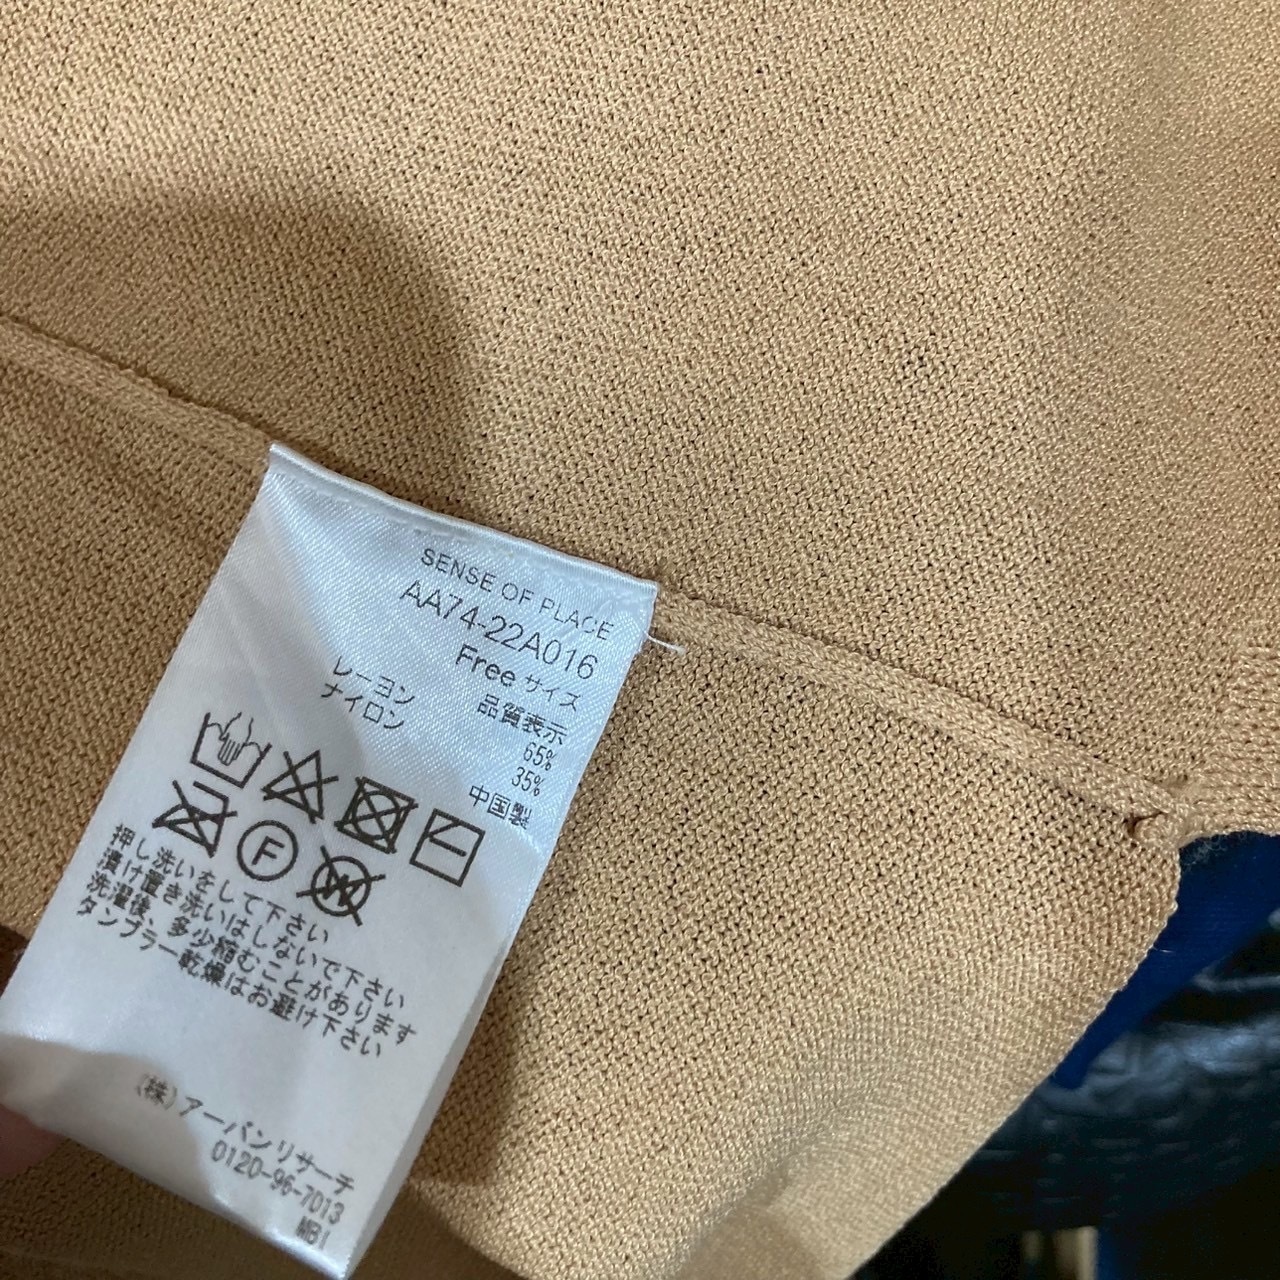 SENSE OF PLACE
AA74-22A016
Free サイズ
品質表示
レーヨン 65%
ナイロン 35%
中国製
F
W
押し洗いをして下さい
漬け置き洗いはしないで下さい
洗濯後、多少縮むことがあります
タンブラー乾燥はお避け下さい
(株)アーバンリサーチ
0120-96-7013
MB1